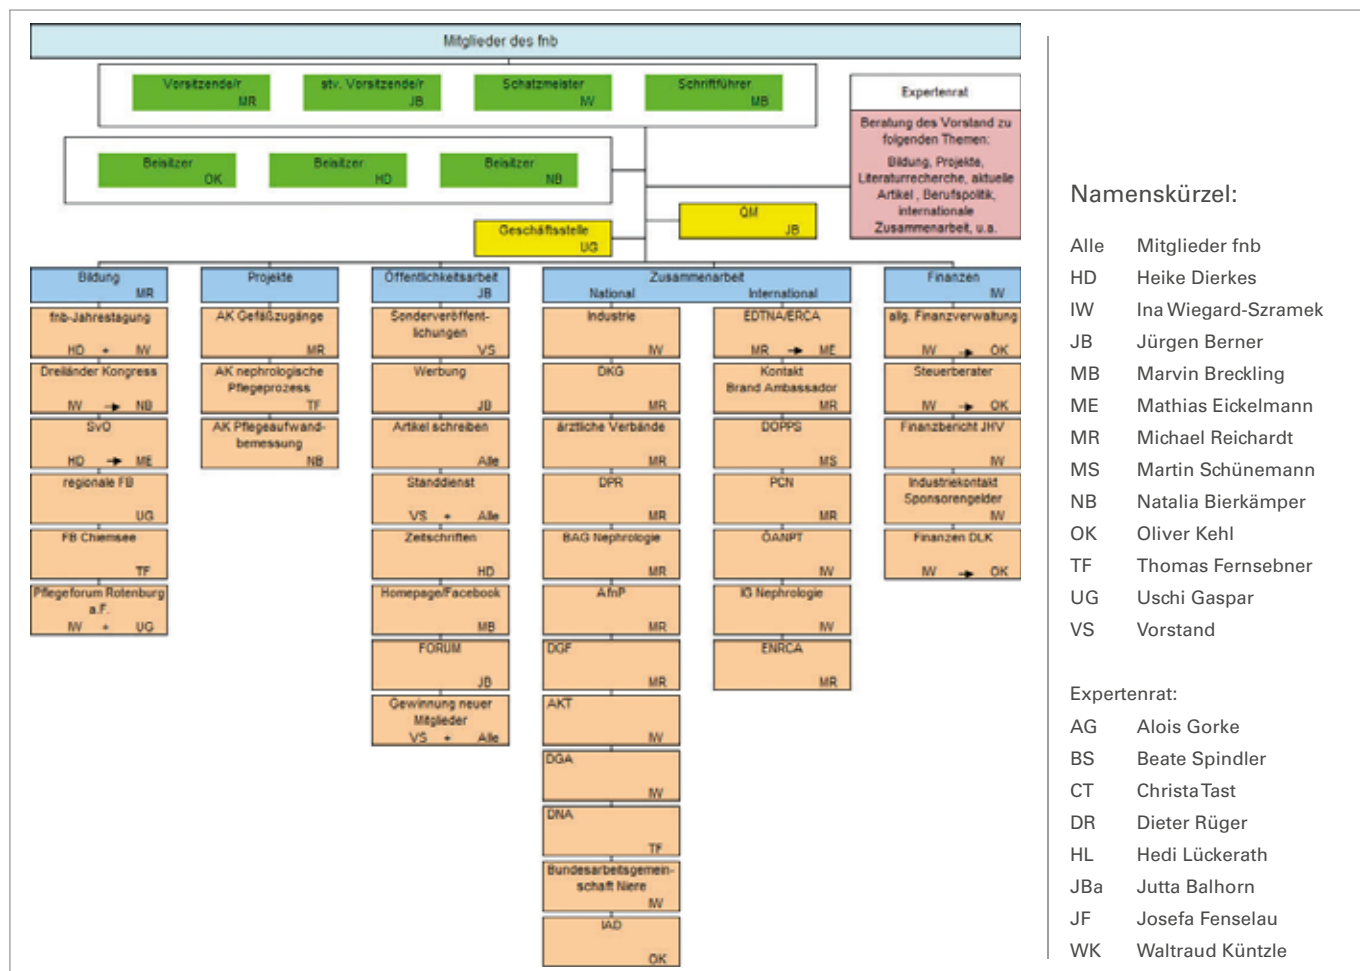 Mitglieder des fnb
Vorsitzende/r
MR
stv. Vorsitzende/r
JB
Schatzmeister
IW
Schriftführer
MB
Beisitzer
OK
Beisitzer
HD
Beisitzer
NB
Expertenrat
Beratung des Vorstand zu
folgenden Themen:
Bildung, Projekte,
Literaturrecherche, aktuelle
Artikel , Berufspolitik,
internationale
Zusammenarbeit, u.a.
QM
JB
Geschäftsstelle
UG
Bildung
MR
fnb-Jahrestagung
HD + IW
Dreiländer Kongress
IW → NB
SvO
HD → ME
regionale FB
UG
FB Chiemsee
TF
Pflegeforum Rotenburg
a.F.
IW + UG
Projekte
AK Gefäßzugänge
MR
AK nephrologische
Pflegeprozess
TF
AK Pflegeaufwand-
bemessung
NB
Öffentlichkeitsarbeit
JB
Sonderveröffent-
lichungen
VS
Werbung
JB
Artikel schreiben
Alle
Standdienst
VS + Alle
Zeitschriften
HD
Homepage/Facebook
MB
FORUM
JB
Gewinnung neuer
Mitglieder
VS + Alle
Zusammenarbeit
National International
Industrie
IW
DKG
MR
ärztliche Verbände
MR
DPR
MR
BAG Nephrologie
MR
AfnP
MR
DGF
MR
AKT
IW
DGA
IW
DNA
TF
Bundesarbeitsgemein-
schaft Niere
IW
IAD
OK
EDTNA/ERCA
MR → ME
Kontakt
Brand Ambassador
MR
DOPPS
MS
PCN
MR
ÖANPT
IW
IG Nephrologie
IW
ENRCA
MR
Finanzen
IW
allg. Finanzverwaltung
IW → OK
Steuerberater
IW → OK
Finanzbericht JHV
IW
Industriekontakt
Sponsorengelder
IW
Finanzen DLK
IW → OK
Namenskürzel:
Alle Mitglieder fnb
HD Heike Dierkes
IW Ina Wiegard-Szramek
JB Jürgen Berner
MB Marvin Breckling
ME Mathias Eickelmann
MR Michael Reichardt
MS Martin Schünemann
NB Natalia Bierkämper
OK Oliver Kehl
TF Thomas Fernsebner
UG Uschi Gaspar
VS Vorstand
Expertenrat:
AG Alois Gorke
BS Beate Spindler
CT Christa Tast
DR Dieter Rüger
HL Hedi Lückerath
JBa Jutta Balhorn
JF Josefa Fenselau
WK Waltraud Küntzle